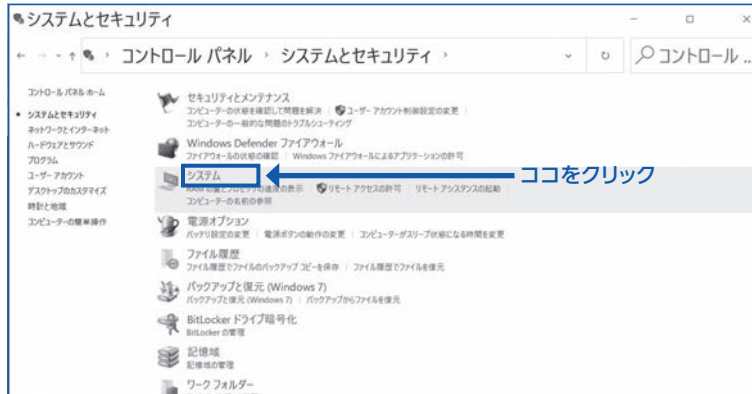 システムとセキュリティ
コントロール パネル › システムとセキュリティ ›
コントロール ...
コントロール パネル ホーム
システムとセキュリティ
ネットワークとインターネット
ハードウェアとサウンド
プログラム
ユーザー アカウント
デスクトップのカスタマイズ
時計と地域
コンピューターの簡単操作
セキュリティとメンテナンス
コンピューターの状態を確認して問題を解決 | ユーザー アカウント制御設定の変更 |
コンピューターの一般的な問題のトラブルシューティング
Windows Defender ファイアウォール
ファイアウォールの状態の確認 | Windows ファイアウォールによるアプリケーションの許可
システム
ココをクリック
RAM の量とプロセッサの速度の表示 | リモート アクセスの許可 | リモート アシスタンスの起動
コンピューターの名前の参照
電源オプション
バッテリ設定の変更 | 電源ボタンの動作の変更 | コンピューターがスリープ状態になる時間を変更
ファイル履歴
ファイル履歴でファイルのバックアップ コピーを保存 | ファイル履歴でファイルを復元
バックアップと復元 (Windows 7)
バックアップと復元 (Windows 7) | バックアップからファイルを復元
BitLocker ドライブ暗号化
BitLocker の管理
記憶域
記憶域の管理
ワーク フォルダー